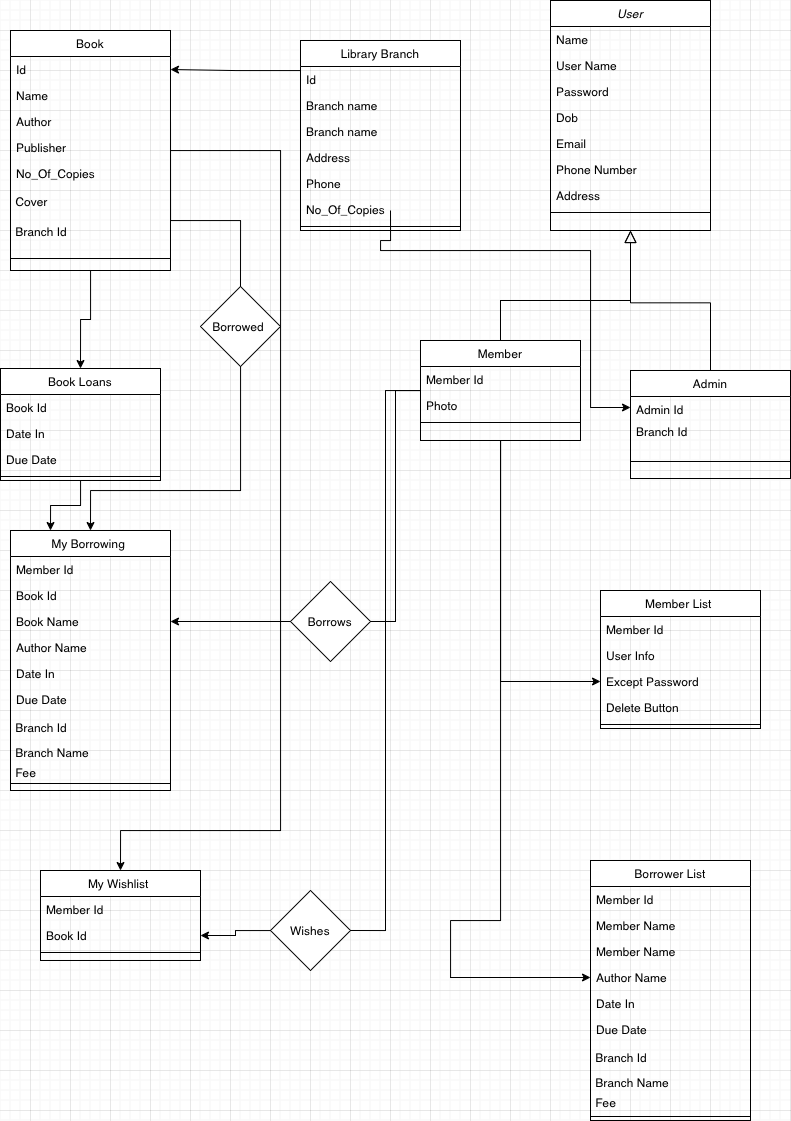 Book
Id
Name
Author
Publisher
No_Of_Copies
Cover
Branch Id
Library Branch
Id
Branch name
Branch name
Address
Phone
No_Of_Copies
User
Name
User Name
Password
Dob
Email
Phone Number
Address
Borrowed
Member
Member Id
Photo
Admin
Admin Id
Branch Id
Book Loans
Book Id
Date In
Due Date
My Borrowing
Member Id
Book Id
Book Name
Author Name
Date In
Due Date
Branch Id
Branch Name
Fee
Borrows
Member List
Member Id
User Info
Except Password
Delete Button
My Wishlist
Member Id
Book Id
Wishes
Borrower List
Member Id
Member Name
Member Name
Author Name
Date In
Due Date
Branch Id
Branch Name
Fee